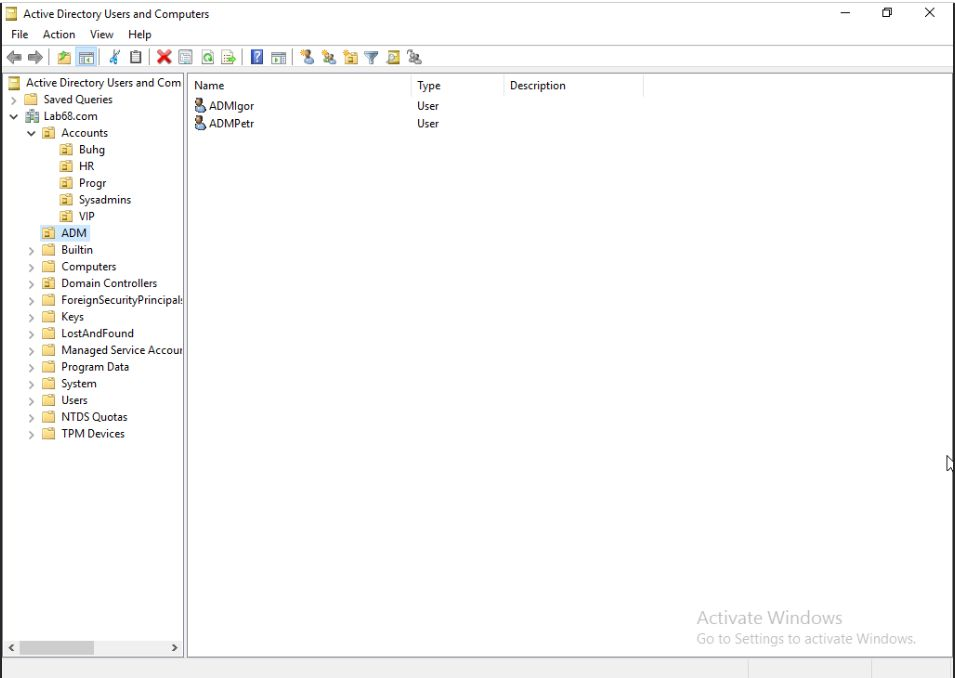 Active Directory Users and Computers
File Action View Help
Active Directory Users and Com
Saved Queries
Lab68.com
Accounts
Buhg
HR
Progr
Sysadmins
VIP
ADM
Builtin
Computers
Domain Controllers
ForeignSecurityPrincipals
Keys
LostAndFound
Managed Service Accour
Program Data
System
Users
NTDS Quotas
TPM Devices
Name Type Description
ADMIgor User
ADMPetr User
Activate Windows
Go to Settings to activate Windows.